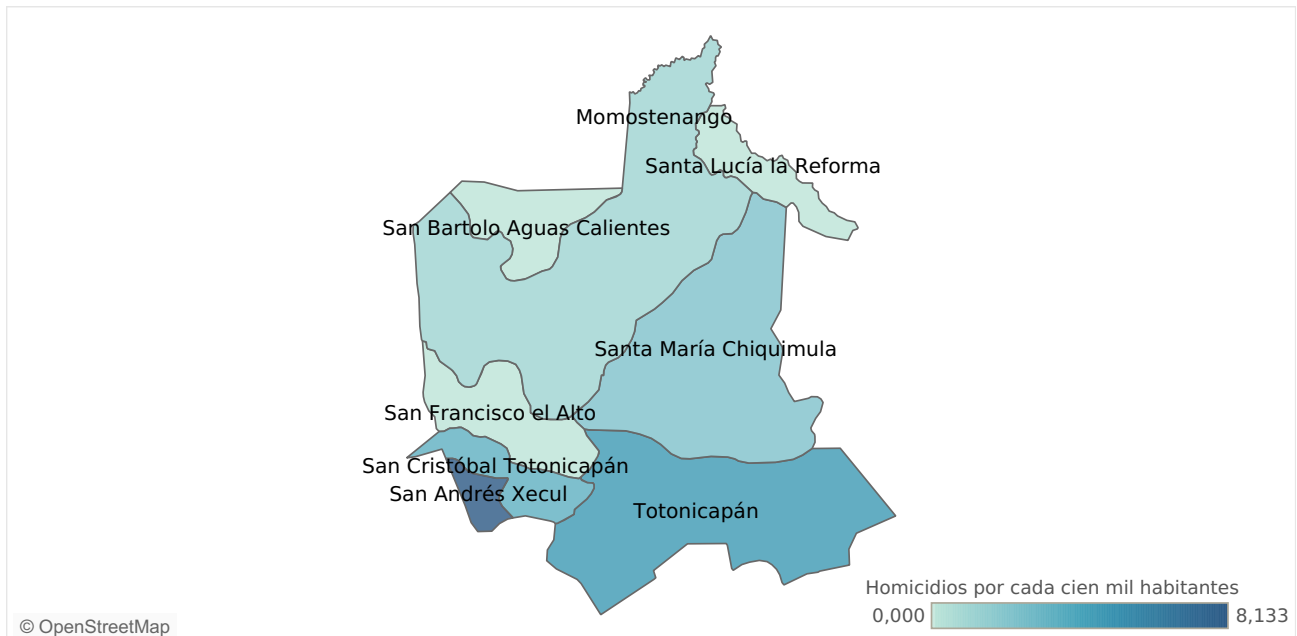 Momostenango
Santa Lucía la Reforma
San Bartolo Aguas Calientes
Santa María Chiquimula
San Francisco el Alto
San Cristóbal Totonicapán
San Andrés Xecul
Totonicapán
Homicidios por cada cien mil habitantes
0,000 8,133
© OpenStreetMap